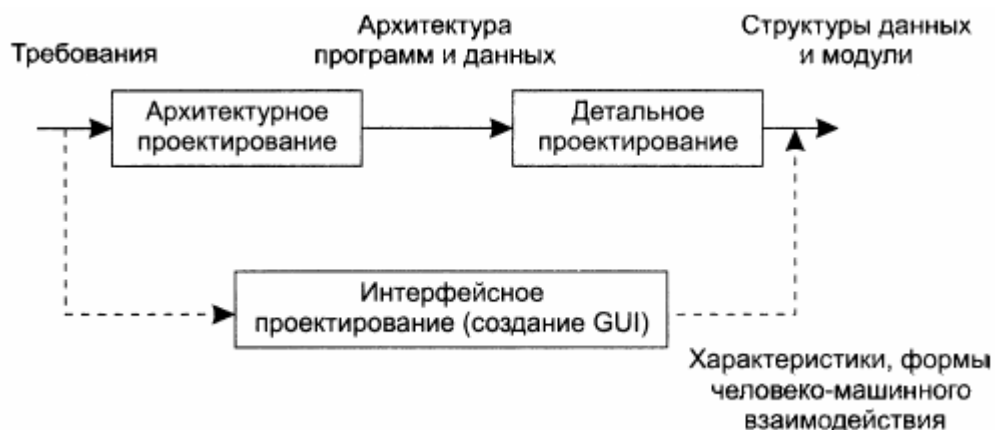 Требования
Архитектура
программ и данных
Структуры данных
и модули
Архитектурное
проектирование
Детальное
проектирование
Интерфейсное
проектирование (создание GUI)
Характеристики, формы
человеко-машинного
взаимодействия